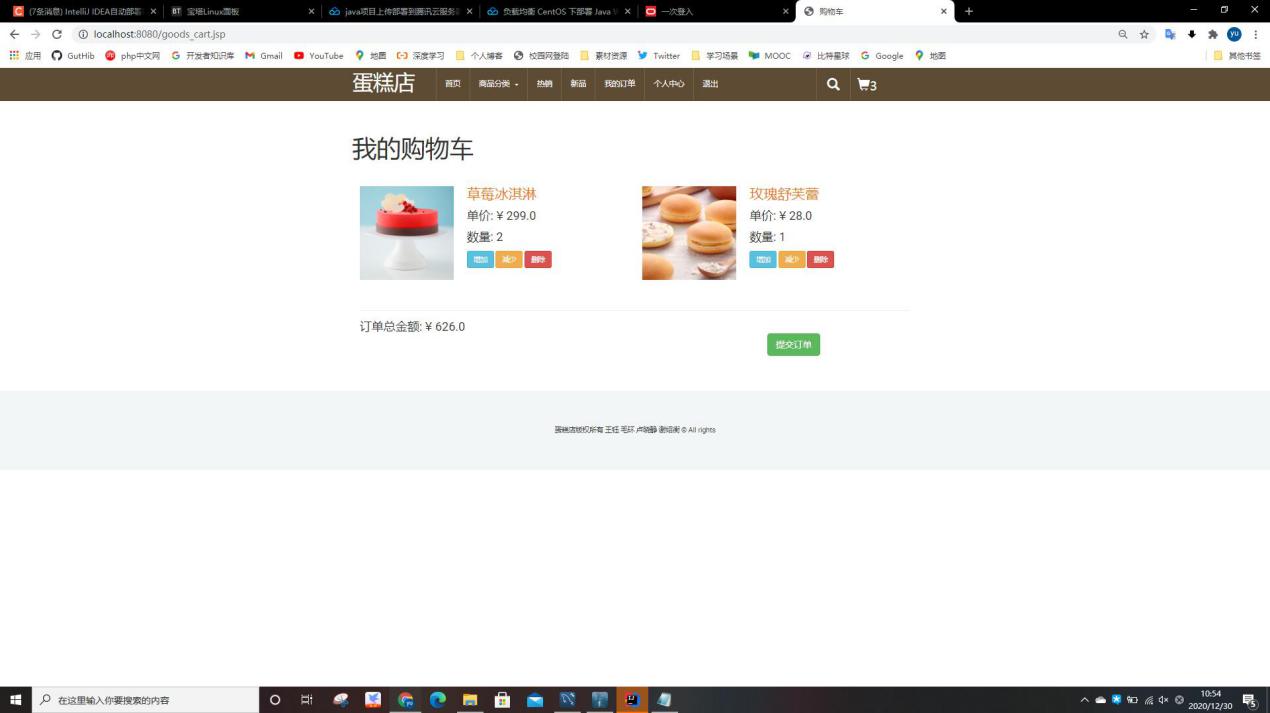 (7条消息) IntelliJ IDEA自动部署
宝塔Linux面板
java项目上传部署到腾讯云服务器
负载均衡 CentOS 下部署 Java W
一次登入
购物车
localhost:8080/goods_cart.jsp
应用 GutHib php中文网 开发者知识库 Gmail YouTube 地图 深度学习 个人博客 校园网登陆 素材资源 Twitter 学习场景 MOOC 比特星球 Google 地图 其他书签
蛋糕店 首页 商品分类 热销 新品 我的订单 个人中心 退出 3
我的购物车
草莓冰淇淋
单价: ¥ 299.0
数量: 2
增加 减少 删除
玫瑰舒芙蕾
单价: ¥ 28.0
数量: 1
增加 减少 删除
订单总金额: ¥ 626.0
提交订单
蛋糕店版权所有 王钰 毛环 卢晓静 © All rights
在这里输入你要搜索的内容
10:54
2020/12/30
5